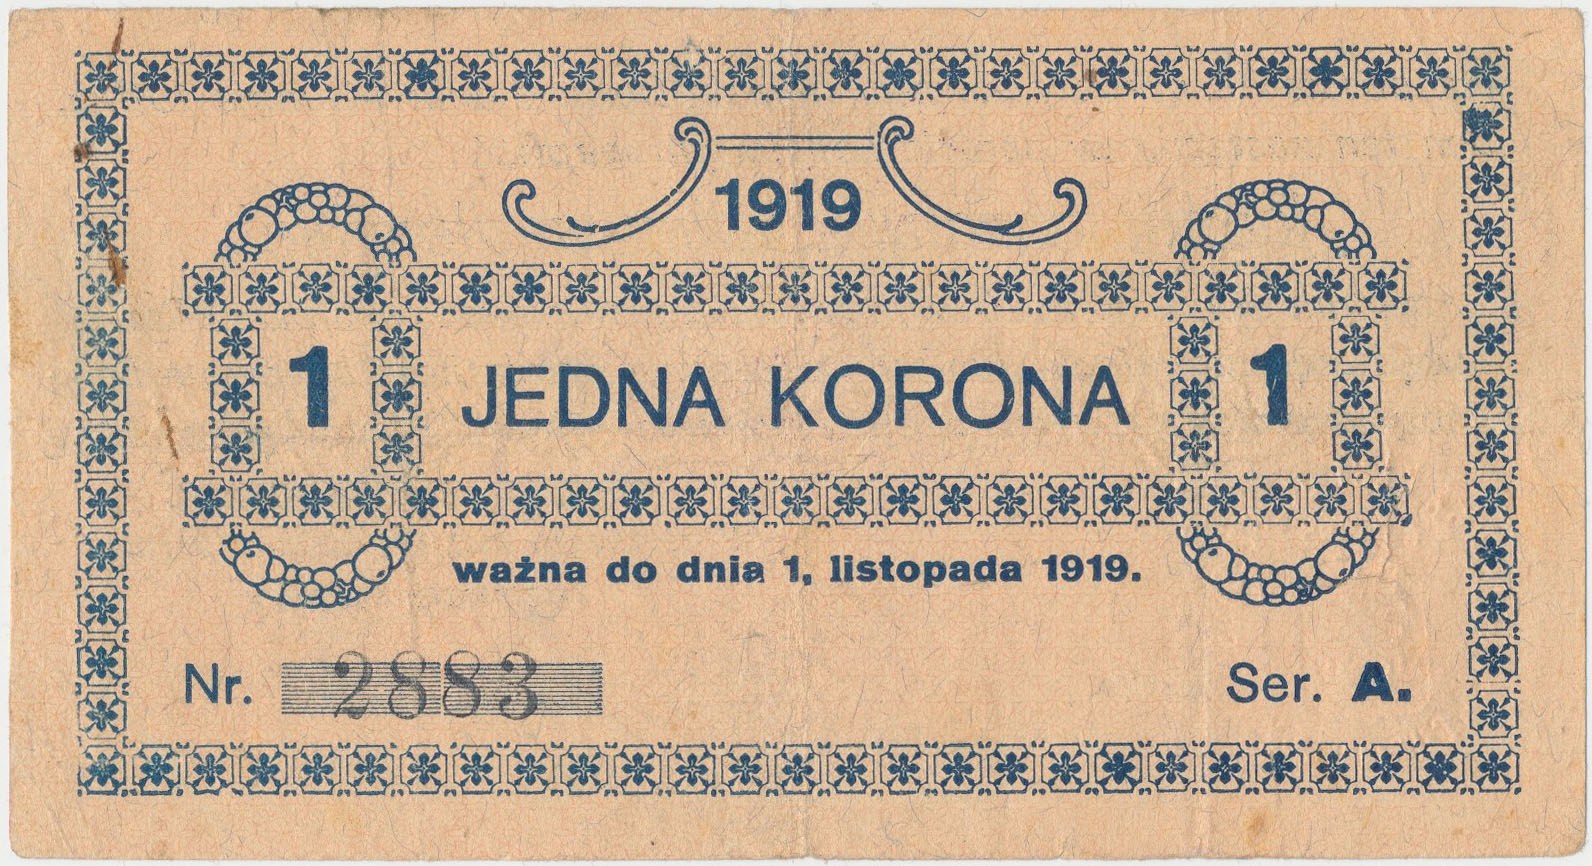 1919
1 JEDNA KORONA 1
ważna do dnia 1, listopada 1919.
Nr. 2883 Ser. A.